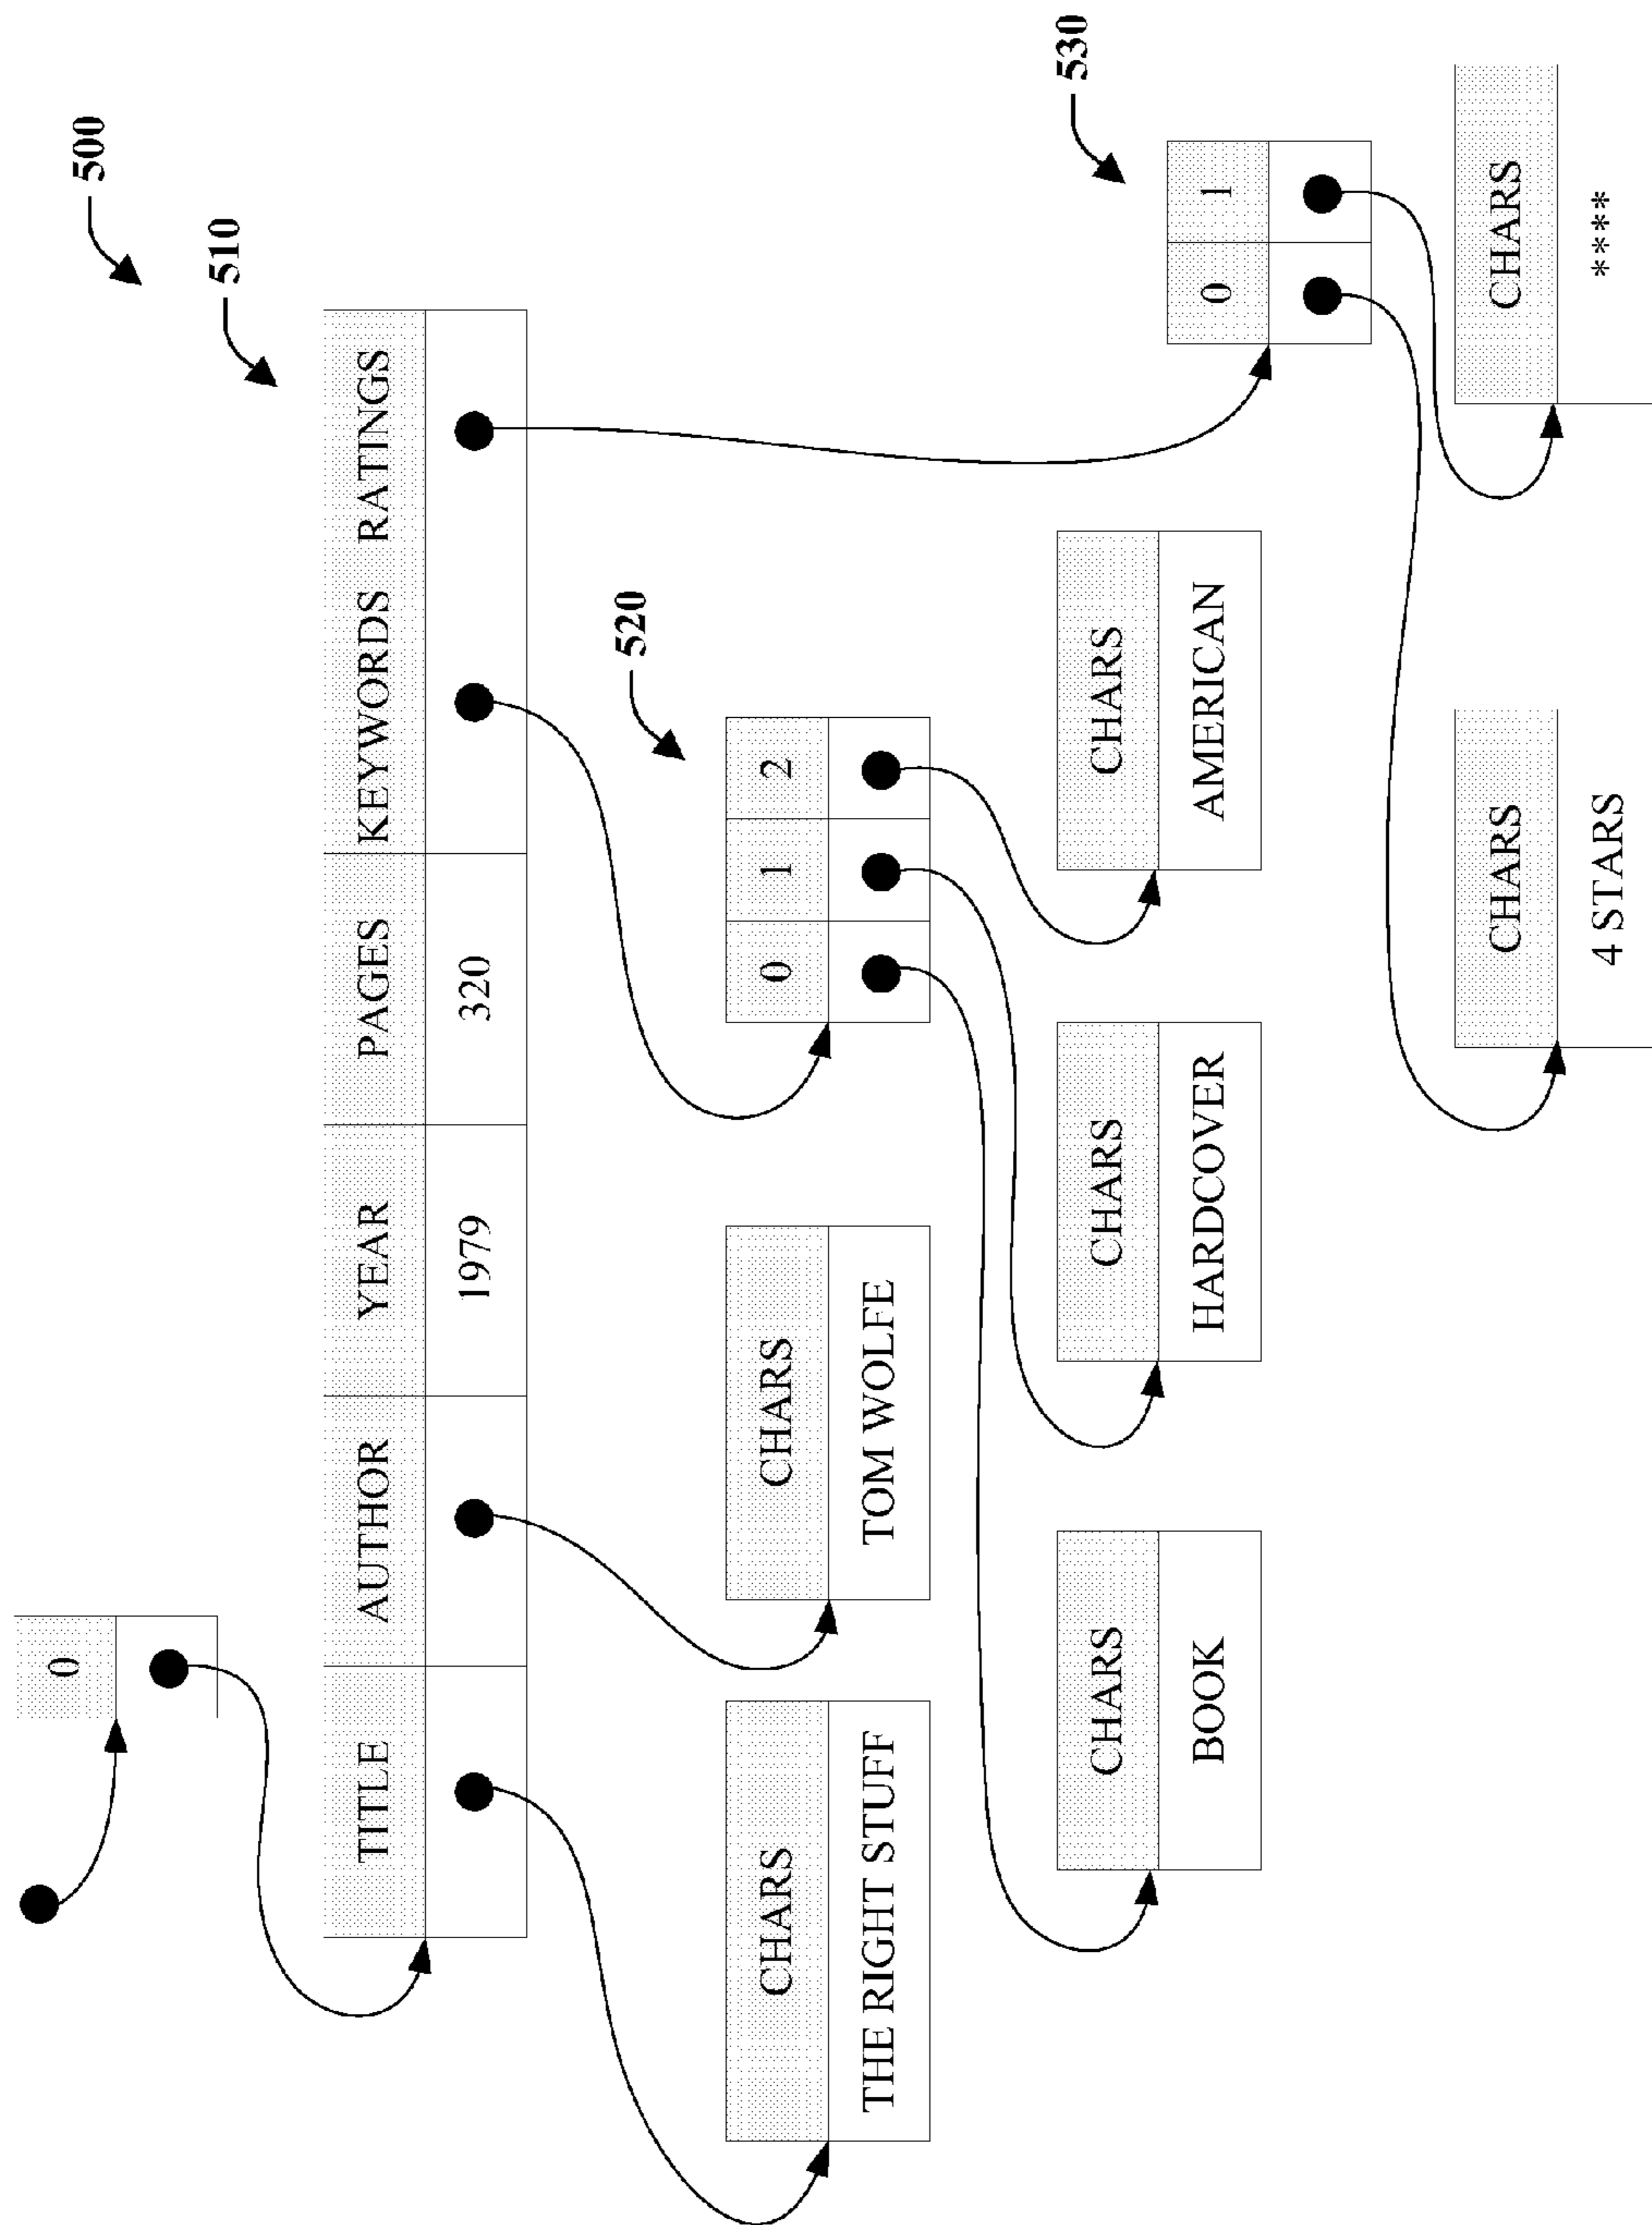 500
0
510
TITLE AUTHOR YEAR PAGES KEYWORDS RATINGS
1979 320
520
CHARS CHARS 0 1 2
THE RIGHT STUFF TOM WOLFE
530
CHARS CHARS CHARS 0 1
BOOK HARDCOVER AMERICAN
CHARS CHARS
4 STARS ****